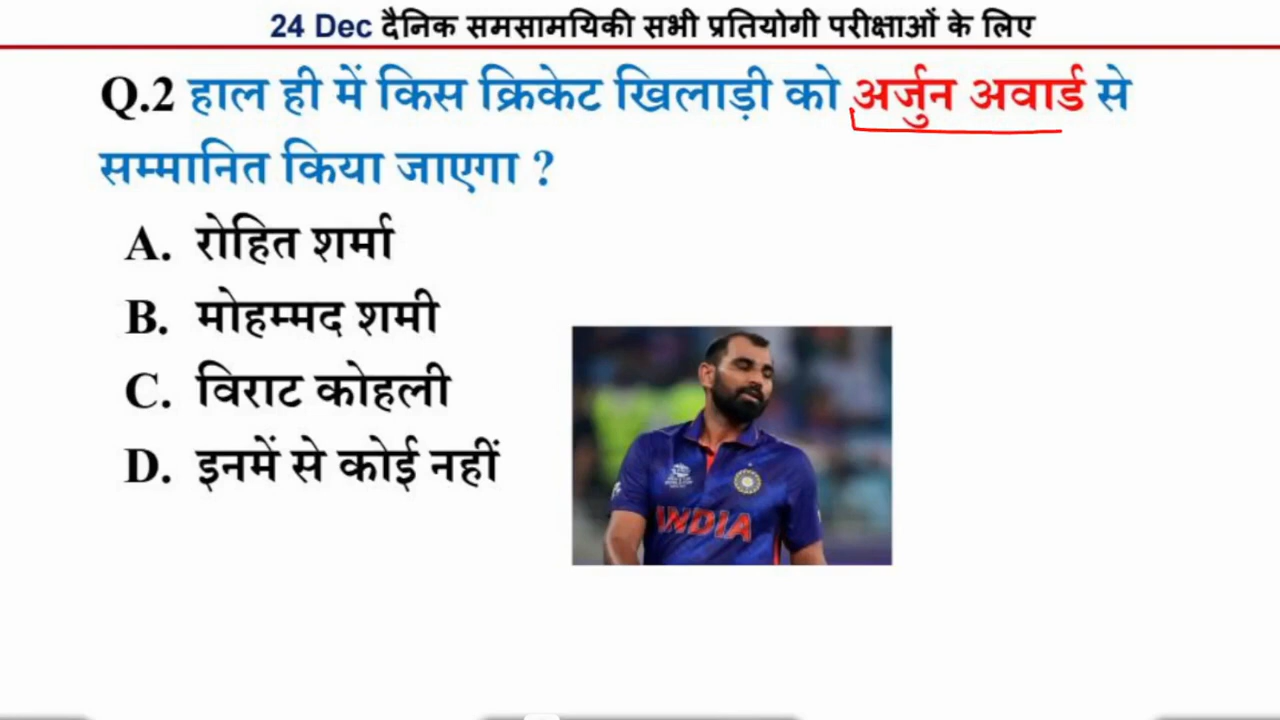 24 Dec दैनिक समसामयिकी सभी प्रतियोगी परीक्षाओं के लिए
Q.2 हाल ही में किस क्रिकेट खिलाड़ी को अर्जुन अवार्ड से
सम्मानित किया जाएगा ?
A. रोहित शर्मा
B. मोहम्मद शमी
C. विराट कोहली
D. इनमें से कोई नहीं
INDIA